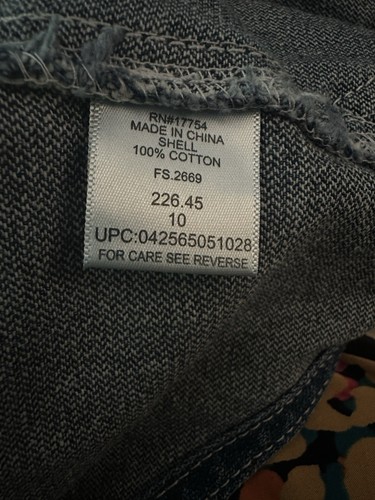 RN#17754
MADE IN CHINA
SHELL
100% COTTON
FS.2669
226.45
10
UPC:042565051028
FOR CARE SEE REVERSE